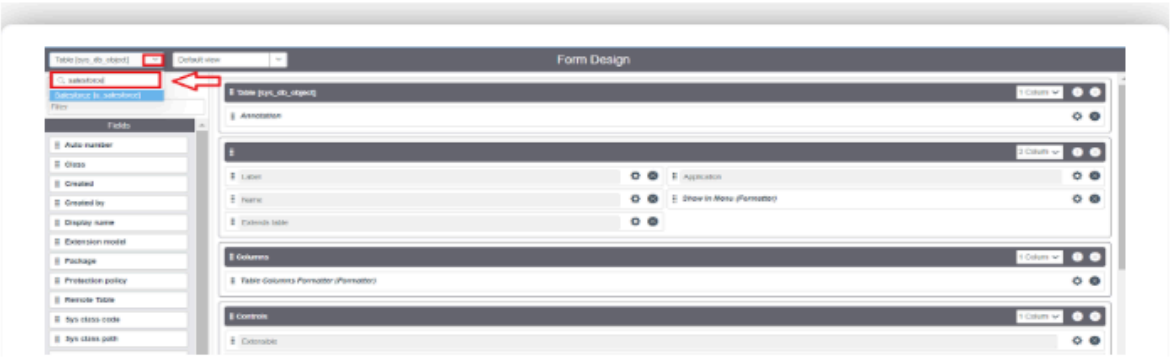 Table [sys_db_object]
Default view
Form Design
salesforce
Salesforce [u_salesforce]
Filter
Fields
Auto number
Class
Created
Created by
Display name
Extension model
Package
Protection policy
Remote Table
Sys class code
Sys class path
Table [sys_db_object]
1 Column
Annotation
2 Column
Label
Application
Name
Show in Menu (Formatter)
Extends table
Columns
1 Column
Table Columns Formatter (Formatter)
Controls
1 Column
Extensible